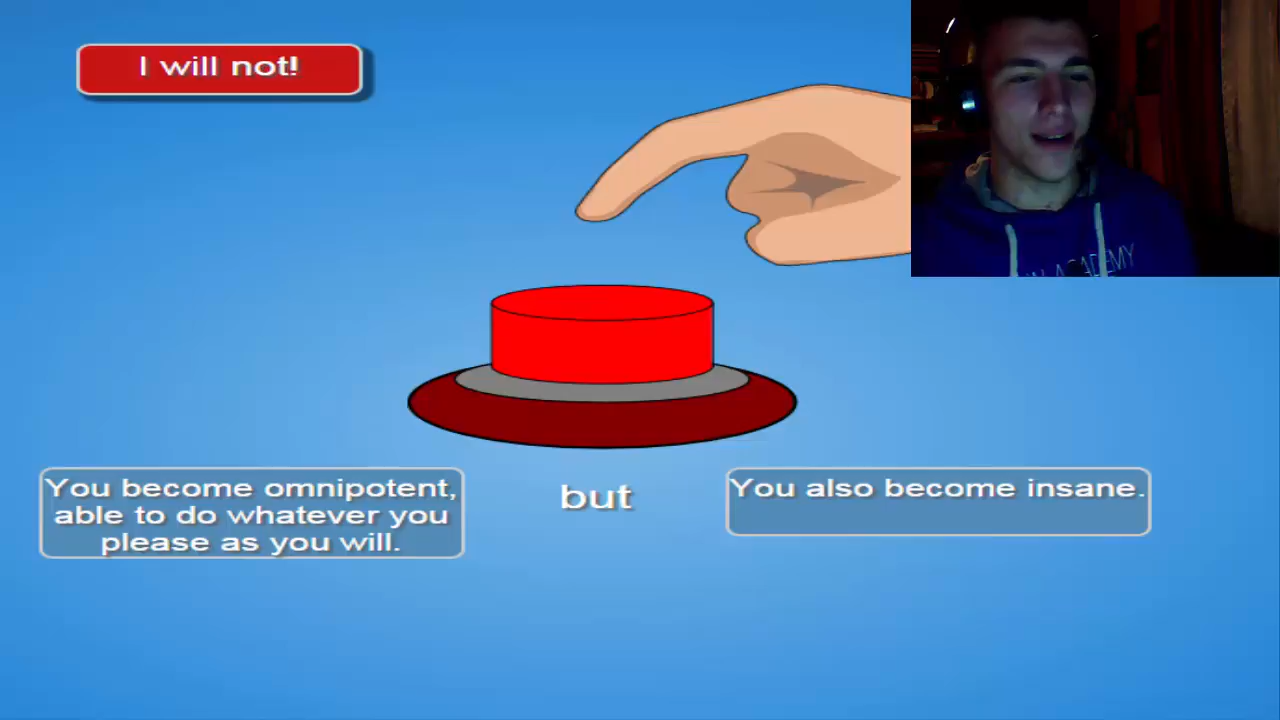 I will not!
You become omnipotent,
able to do whatever you
please as you will.
but
You also become insane.
ACADEMY